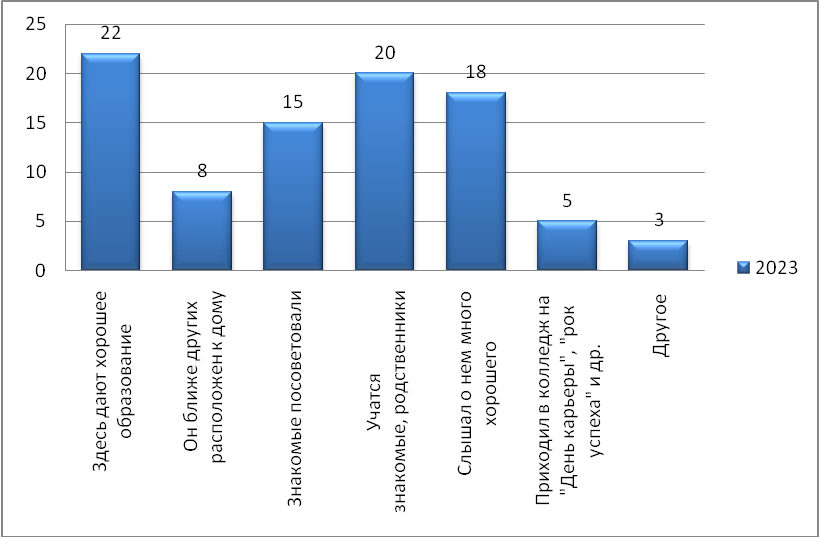 25
20
15
10
5
0
22
8
15
20
18
5
3
Здесь дают хорошее
образование
Он ближе других
расположен к дому
Знакомые посоветовали
Учатся
знакомые, родственники
Слышал о нем много
хорошего
Приходил в колледж на
"День карьеры", "рок
успеха" и др.
Другое
2023